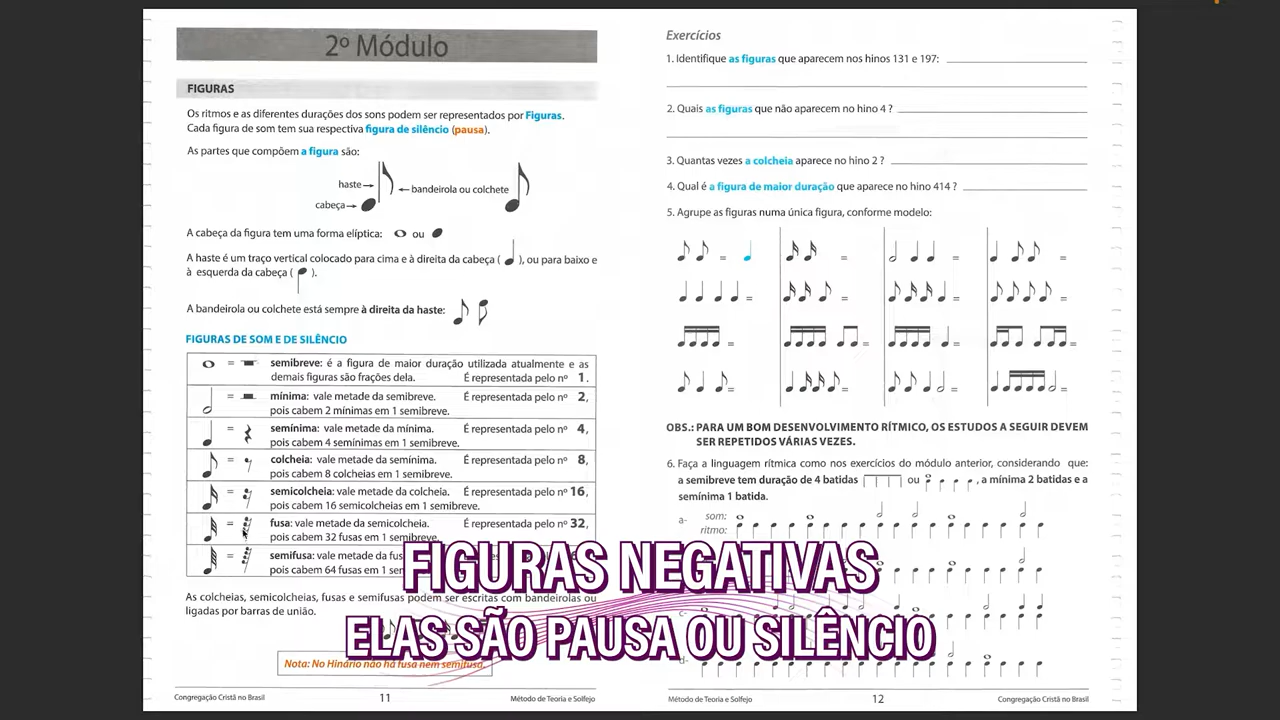 2º Módulo
FIGURAS
Os ritmos e as diferentes durações dos sons podem ser representados por Figuras.
Cada figura de som tem sua respectiva figura de silêncio (pausa).
As partes que compõem a figura são:
haste
bandeirola ou colchete
cabeça
A cabeça da figura tem uma forma elíptica: ou
A haste é um traço vertical colocado para cima e à direita da cabeça ( ), ou para baixo e
à esquerda da cabeça ( ).
A bandeirola ou colchete está sempre à direita da haste:
FIGURAS DE SOM E DE SILÊNCIO
= semibreve: é a figura de maior duração utilizada atualmente e as
demais figuras são frações dela. É representada pelo nº 1.
= mínima: vale metade da semibreve. É representada pelo nº 2,
pois cabem 2 mínimas em 1 semibreve.
= semínima: vale metade da mínima. É representada pelo nº 4,
pois cabem 4 semínimas em 1 semibreve.
= colcheia: vale metade da semínima. É representada pelo nº 8,
pois cabem 8 colcheias em 1 semibreve.
= semicolcheia: vale metade da colcheia. É representada pelo nº 16,
pois cabem 16 semicolcheias em 1 semibreve.
= fusa: vale metade da semicolcheia. É representada pelo nº 32,
pois cabem 32 fusas em 1 semibreve.
= semifusa: vale metade da fus
pois cabem 64 fusas em 1 sem
As colcheias, semicolcheias, fusas e semifusas podem ser escritas com bandeirolas ou
ligadas por barras de união.
Nota: No Hinário não há fusa nem semifusa.
Congregação Cristã no Brasil 11 Método de Teoria e Solfejo
Exercícios
1. Identifique as figuras que aparecem nos hinos 131 e 197:
2. Quais as figuras que não aparecem no hino 4 ?
3. Quantas vezes a colcheia aparece no hino 2 ?
4. Qual é a figura de maior duração que aparece no hino 414 ?
5. Agrupe as figuras numa única figura, conforme modelo:
= = = =
= = = =
= = = =
= = = =
OBS.: PARA UM BOM DESENVOLVIMENTO RÍTMICO, OS ESTUDOS A SEGUIR DEVEM
SER REPETIDOS VÁRIAS VEZES.
6. Faça a linguagem rítmica como nos exercícios do módulo anterior, considerando que:
a semibreve tem duração de 4 batidas ou , a mínima 2 batidas e a
semínima 1 batida.
a- som:
ritmo:
c-
d-
Método de Teoria e Solfejo 12 Congregação Cristã no Brasil
FIGURAS NEGATIVAS
ELAS SÃO PAUSA OU SILÊNCIO